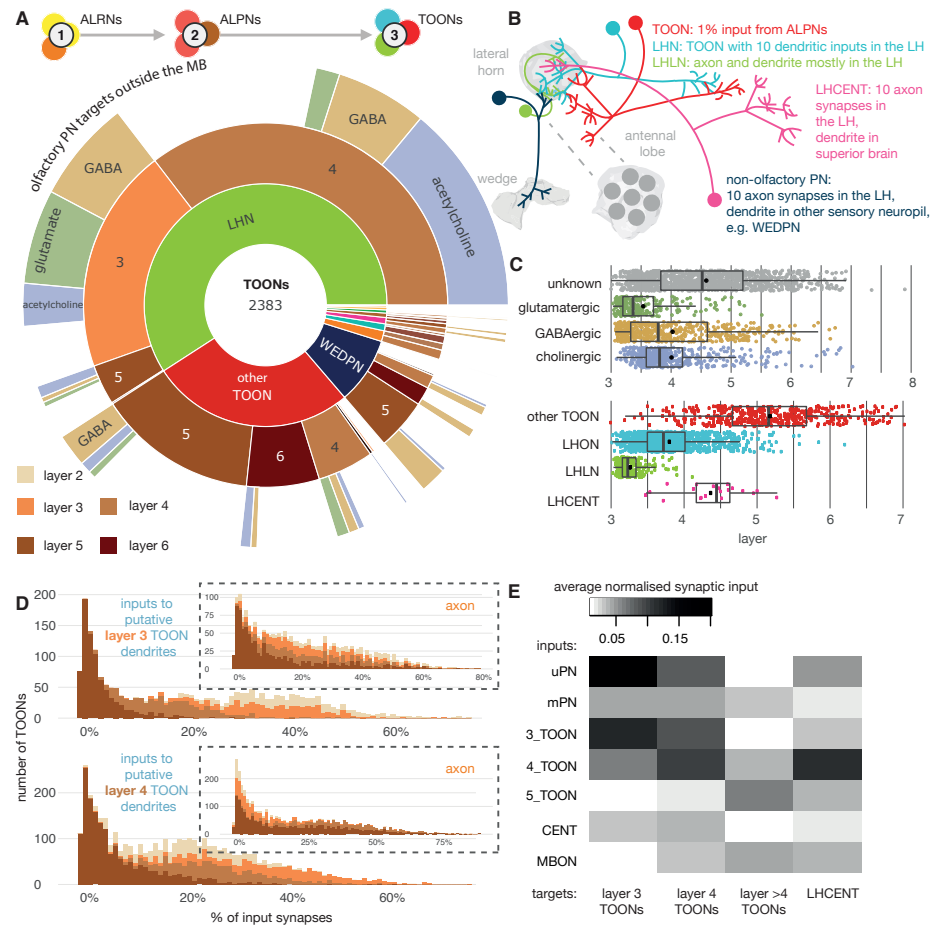 A
ALRNs
ALPNs
TOONs
1
2
3
olfactory PN targets outside the MB
GABA
glutamate
acetylcholine
3
GABA
4
acetylcholine
LHN
TOONs
2383
WEDPN
other
TOON
5
5
6
4
5
GABA
layer 2
layer 3
layer 4
layer 5
layer 6
B
TOON: 1% input from ALPNs
LHN: TOON with 10 dendritic inputs in the LH
LHLN: axon and dendrite mostly in the LH
lateral
horn
LHCENT: 10 axon
synapses in
the LH,
dendrite in
superior brain
antennal
lobe
wedge
non-olfactory PN:
10 axon synapses in the LH,
dendrite in other sensory neuropil,
e.g. WEDPN
C
unknown
glutamatergic
GABAergic
cholinergic
3 4 5 6 7 8
other TOON
LHON
LHLN
LHCENT
3 4 5 6 7
layer
D
number of TOONs
200
150
100
50
0
inputs to
putative
layer 3 TOON
dendrites
axon
100
75
50
25
0
0% 20% 40% 60% 80%
0% 20% 40% 60%
200
100
0
inputs to
putative
layer 4 TOON
dendrites
axon
200
100
0
0% 25% 50% 75%
0% 20% 40% 60%
% of input synapses
E
average normalised synaptic input
0.05 0.15
inputs:
uPN
mPN
3_TOON
4_TOON
5_TOON
CENT
MBON
targets:
layer 3
TOONs
layer 4
TOONs
layer >4
TOONs
LHCENT